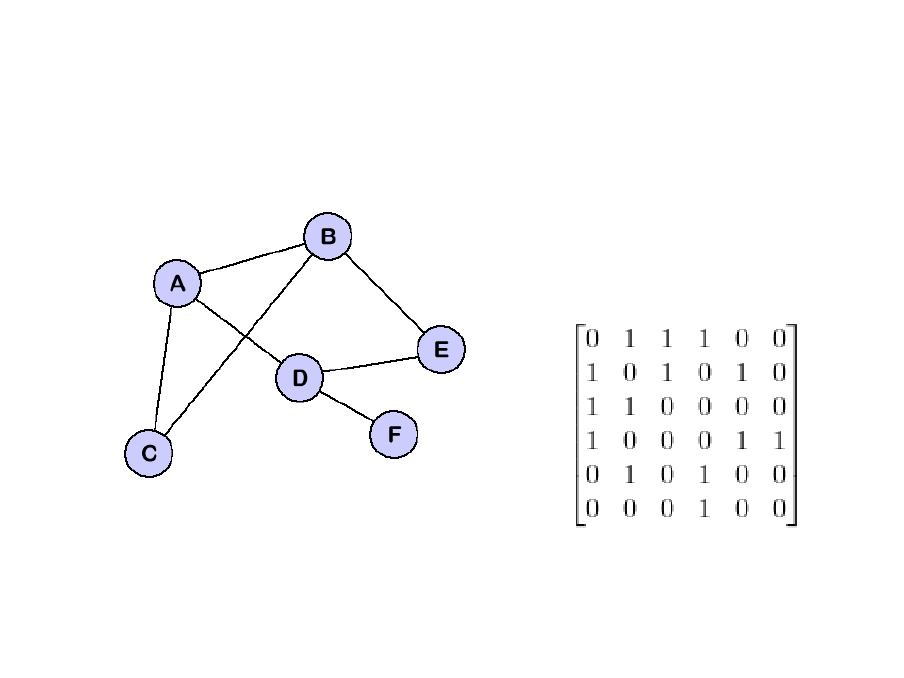 B
A
E
D
F
C
0 1 1 1 0 0
1 0 1 0 1 0
1 1 0 0 0 0
1 0 0 0 1 1
0 1 0 1 0 0
0 0 0 1 0 0